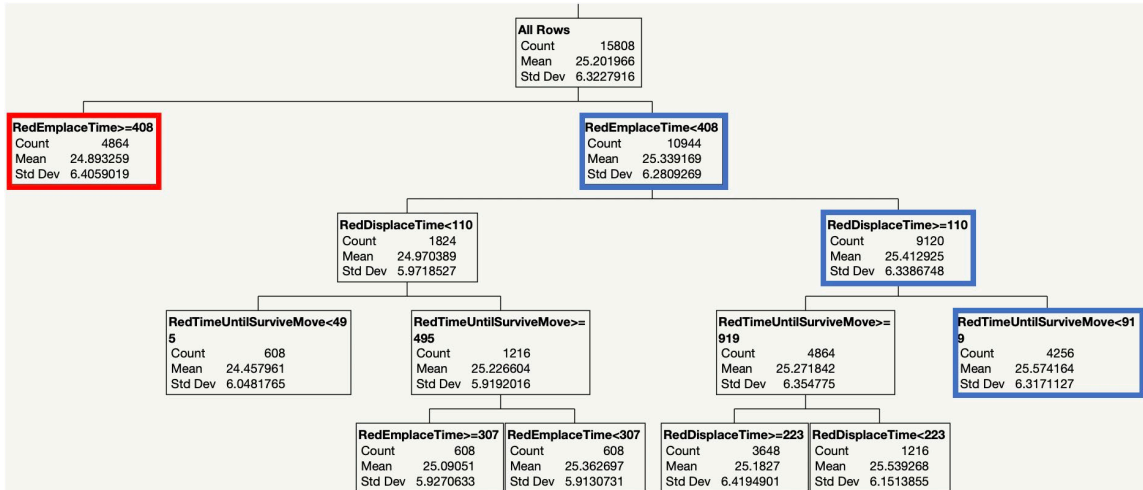 All Rows
Count 15808
Mean 25.201966
Std Dev 6.3227916
RedEmplaceTime>=408
Count 4864
Mean 24.893259
Std Dev 6.4059019
RedEmplaceTime<408
Count 10944
Mean 25.339169
Std Dev 6.2809269
RedDisplaceTime<110
Count 1824
Mean 24.970389
Std Dev 5.9718527
RedDisplaceTime>=110
Count 9120
Mean 25.412925
Std Dev 6.3386748
RedTimeUntilSurviveMove<49
5
Count 608
Mean 24.457961
Std Dev 6.0481765
RedTimeUntilSurviveMove>=
495
Count 1216
Mean 25.226604
Std Dev 5.9192016
RedTimeUntilSurviveMove>=
919
Count 4864
Mean 25.271842
Std Dev 6.354775
RedTimeUntilSurviveMove<91
9
Count 4256
Mean 25.574164
Std Dev 6.3171127
RedEmplaceTime>=307
Count 608
Mean 25.09051
Std Dev 5.9270633
RedEmplaceTime<307
Count 608
Mean 25.362697
Std Dev 5.9130731
RedDisplaceTime>=223
Count 3648
Mean 25.1827
Std Dev 6.4194901
RedDisplaceTime<223
Count 1216
Mean 25.539268
Std Dev 6.1513855